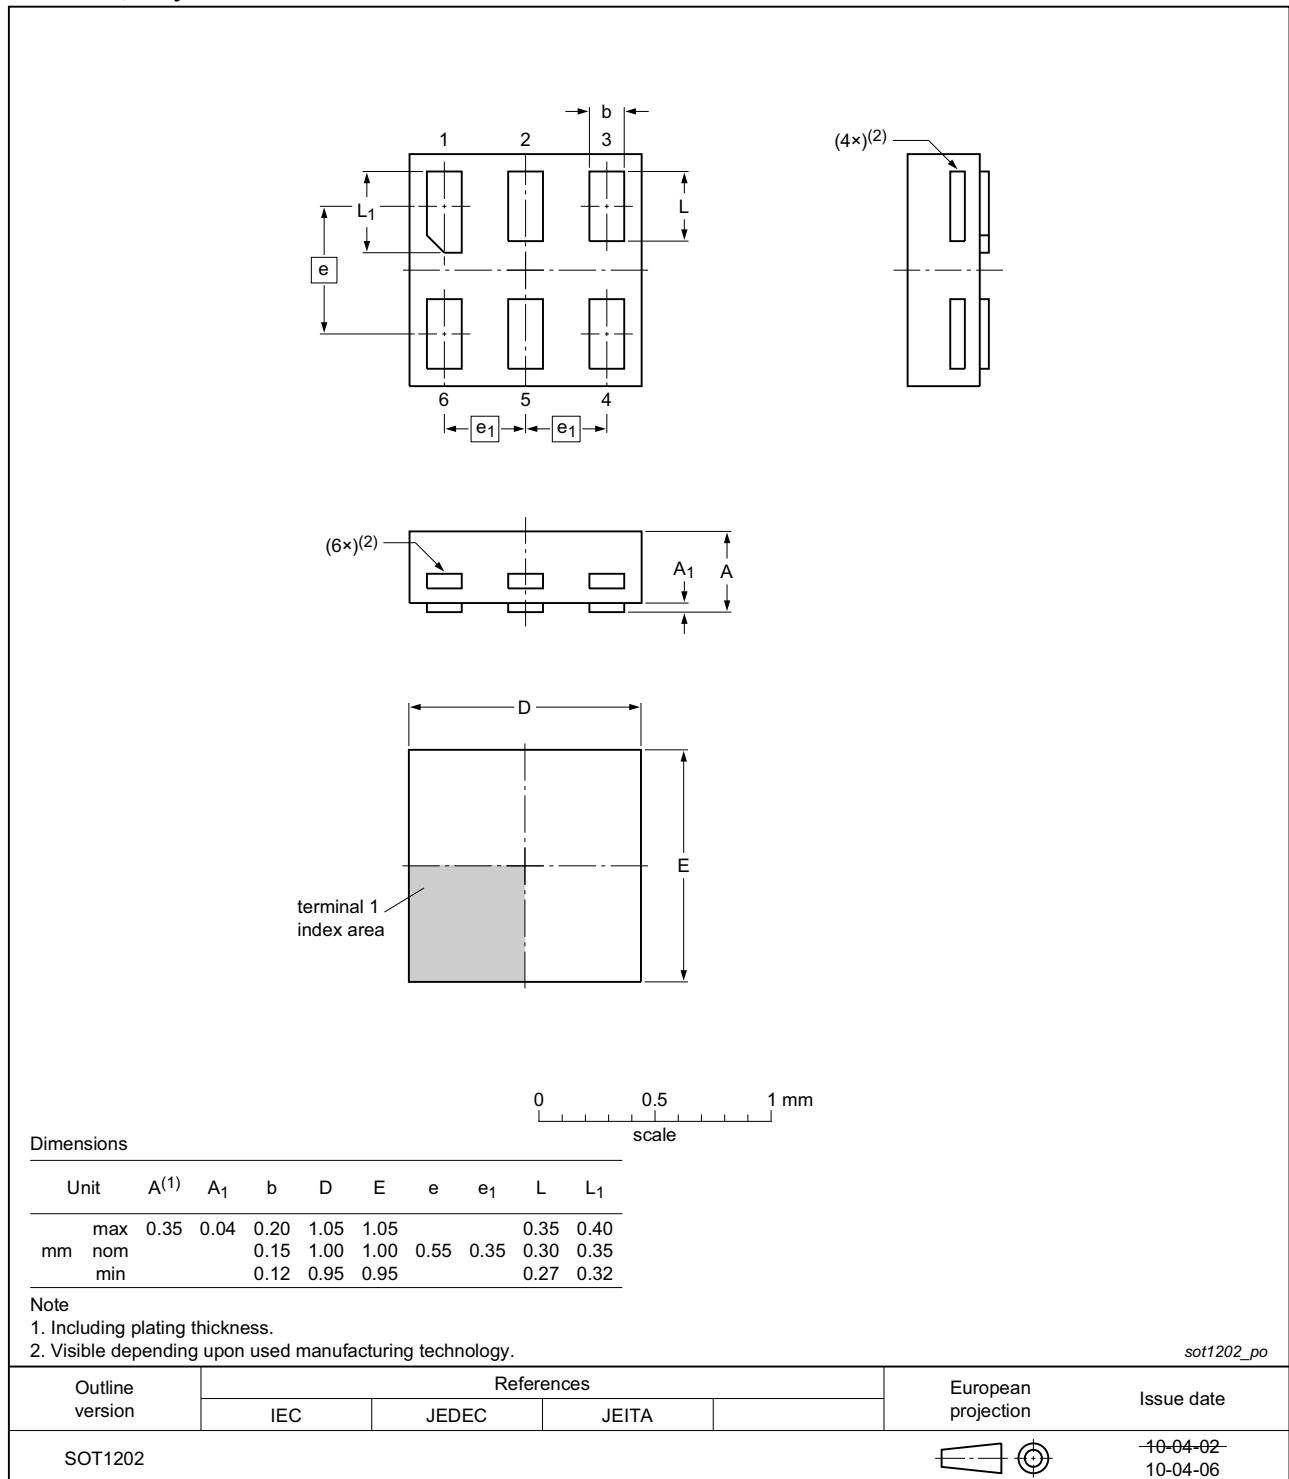 b
1 2 3
(4×)(2)
L1
L
e
6 5 4
e1 e1
(6×)(2)
A1 A
D
E
terminal 1
index area
0 0.5 1 mm
scale
Dimensions
Unit A(1) A1 b D E e e1 L L1
max 0.35 0.04 0.20 1.05 1.05 0.35 0.40
mm nom 0.15 1.00 1.00 0.55 0.35 0.30 0.35
min 0.12 0.95 0.95 0.27 0.32
Note
1. Including plating thickness.
2. Visible depending upon used manufacturing technology.
sot1202_po
Outline version
References
IEC JEDEC JEITA
European projection
Issue date
SOT1202
10-04-02
10-04-06